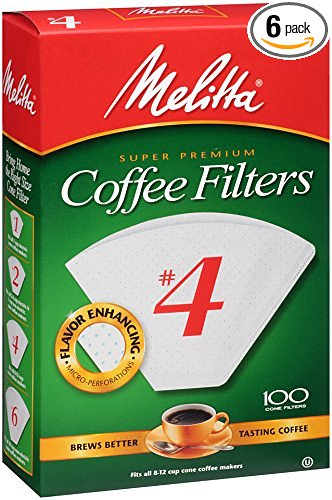 6
pack
#4
Melitta
SUPER PREMIUM
Coffee Filters
Bring Home
the Right Size
Cone Filter
1
2
4
6
#4
FLAVOR ENHANCING
MICRO-PERFORATIONS
100
CONE FILTERS
BREWS BETTER
TASTING COFFEE
Fits all 8-12 cup cone coffee makers
U